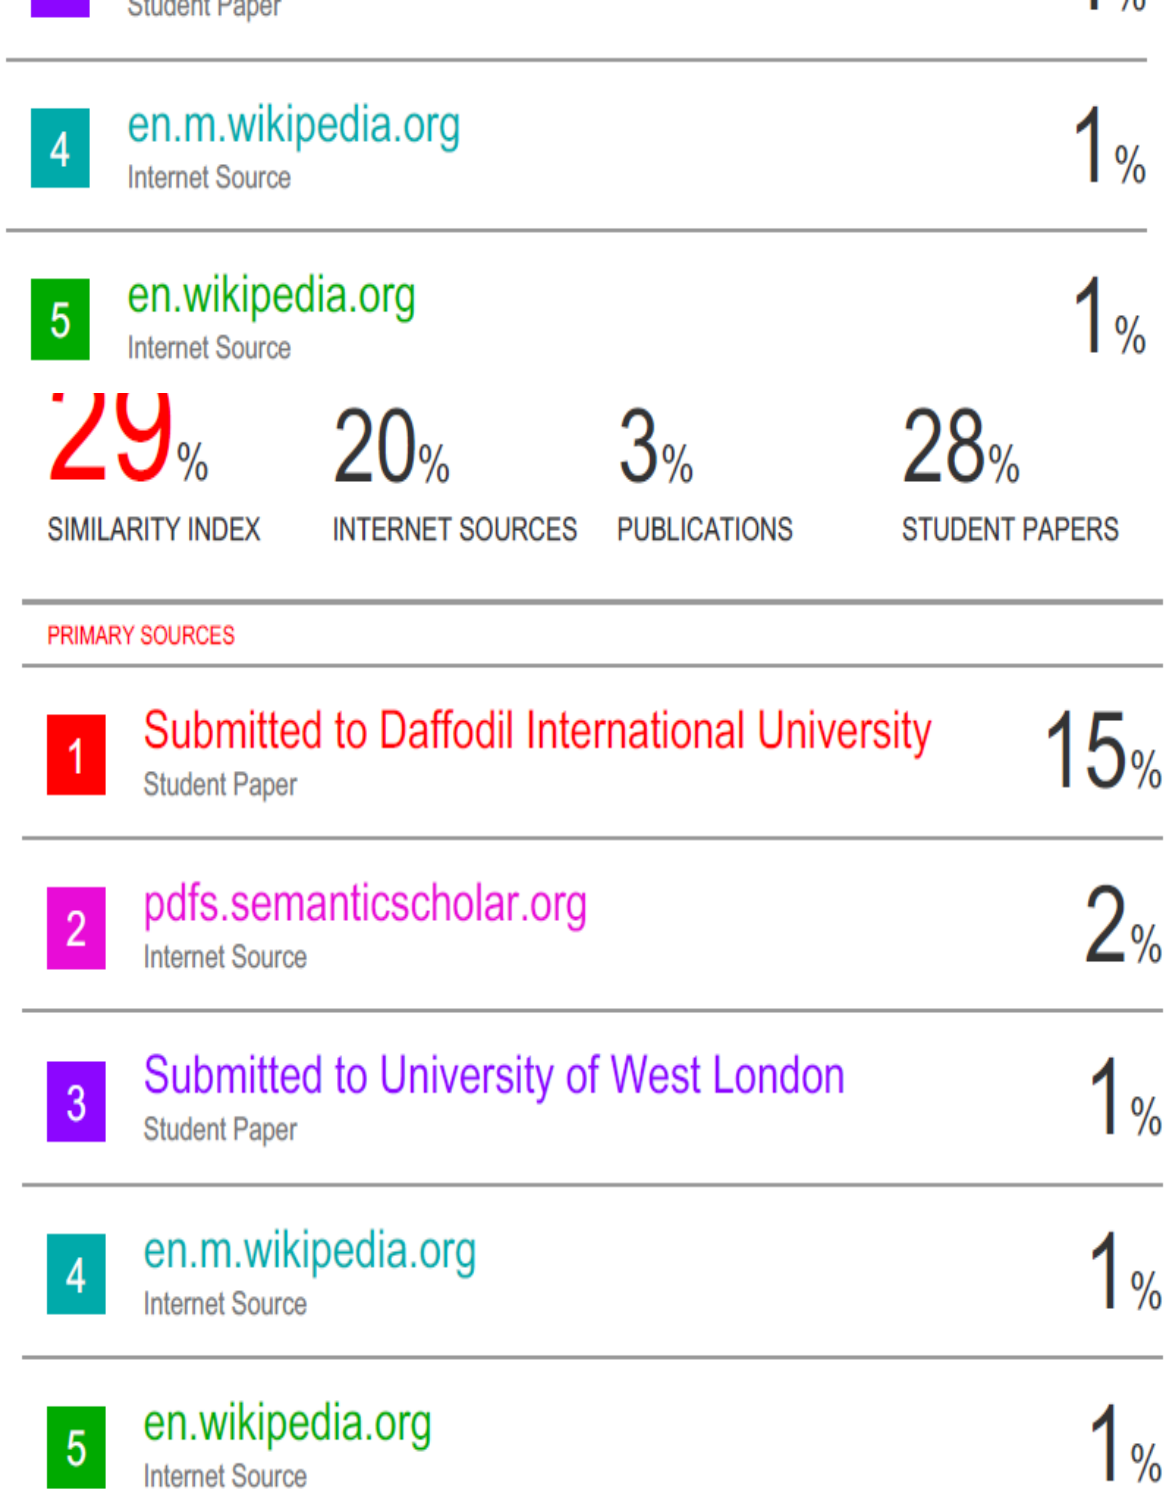 Student Paper
1%
4 en.m.wikipedia.org 1%
Internet Source
5 en.wikipedia.org 1%
Internet Source
29% 20% 3% 28%
SIMILARITY INDEX INTERNET SOURCES PUBLICATIONS STUDENT PAPERS
PRIMARY SOURCES
1 Submitted to Daffodil International University 15%
Student Paper
2 pdfs.semanticscholar.org 2%
Internet Source
3 Submitted to University of West London 1%
Student Paper
4 en.m.wikipedia.org 1%
Internet Source
5 en.wikipedia.org 1%
Internet Source